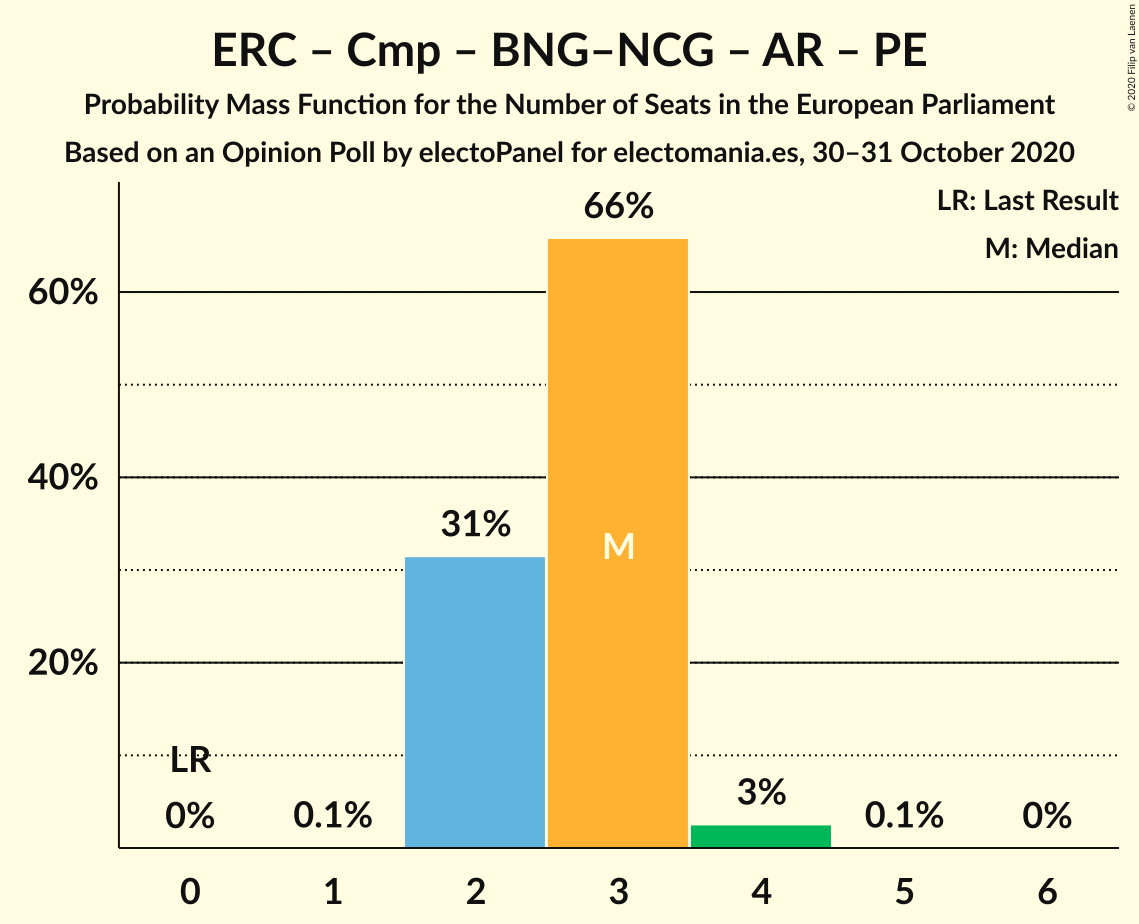 ERC – Cmp – BNG–NCG – AR – PE
Probability Mass Function for the Number of Seats in the European Parliament
Based on an Opinion Poll by electoPanel for electomania.es, 30–31 October 2020
© 2020 Filip van Laenen
LR: Last Result
M: Median
66%
60%
40%
31%
M
20%
LR
3%
0%
0.1%
0.1%
0%
0 1 2 3 4 5 6